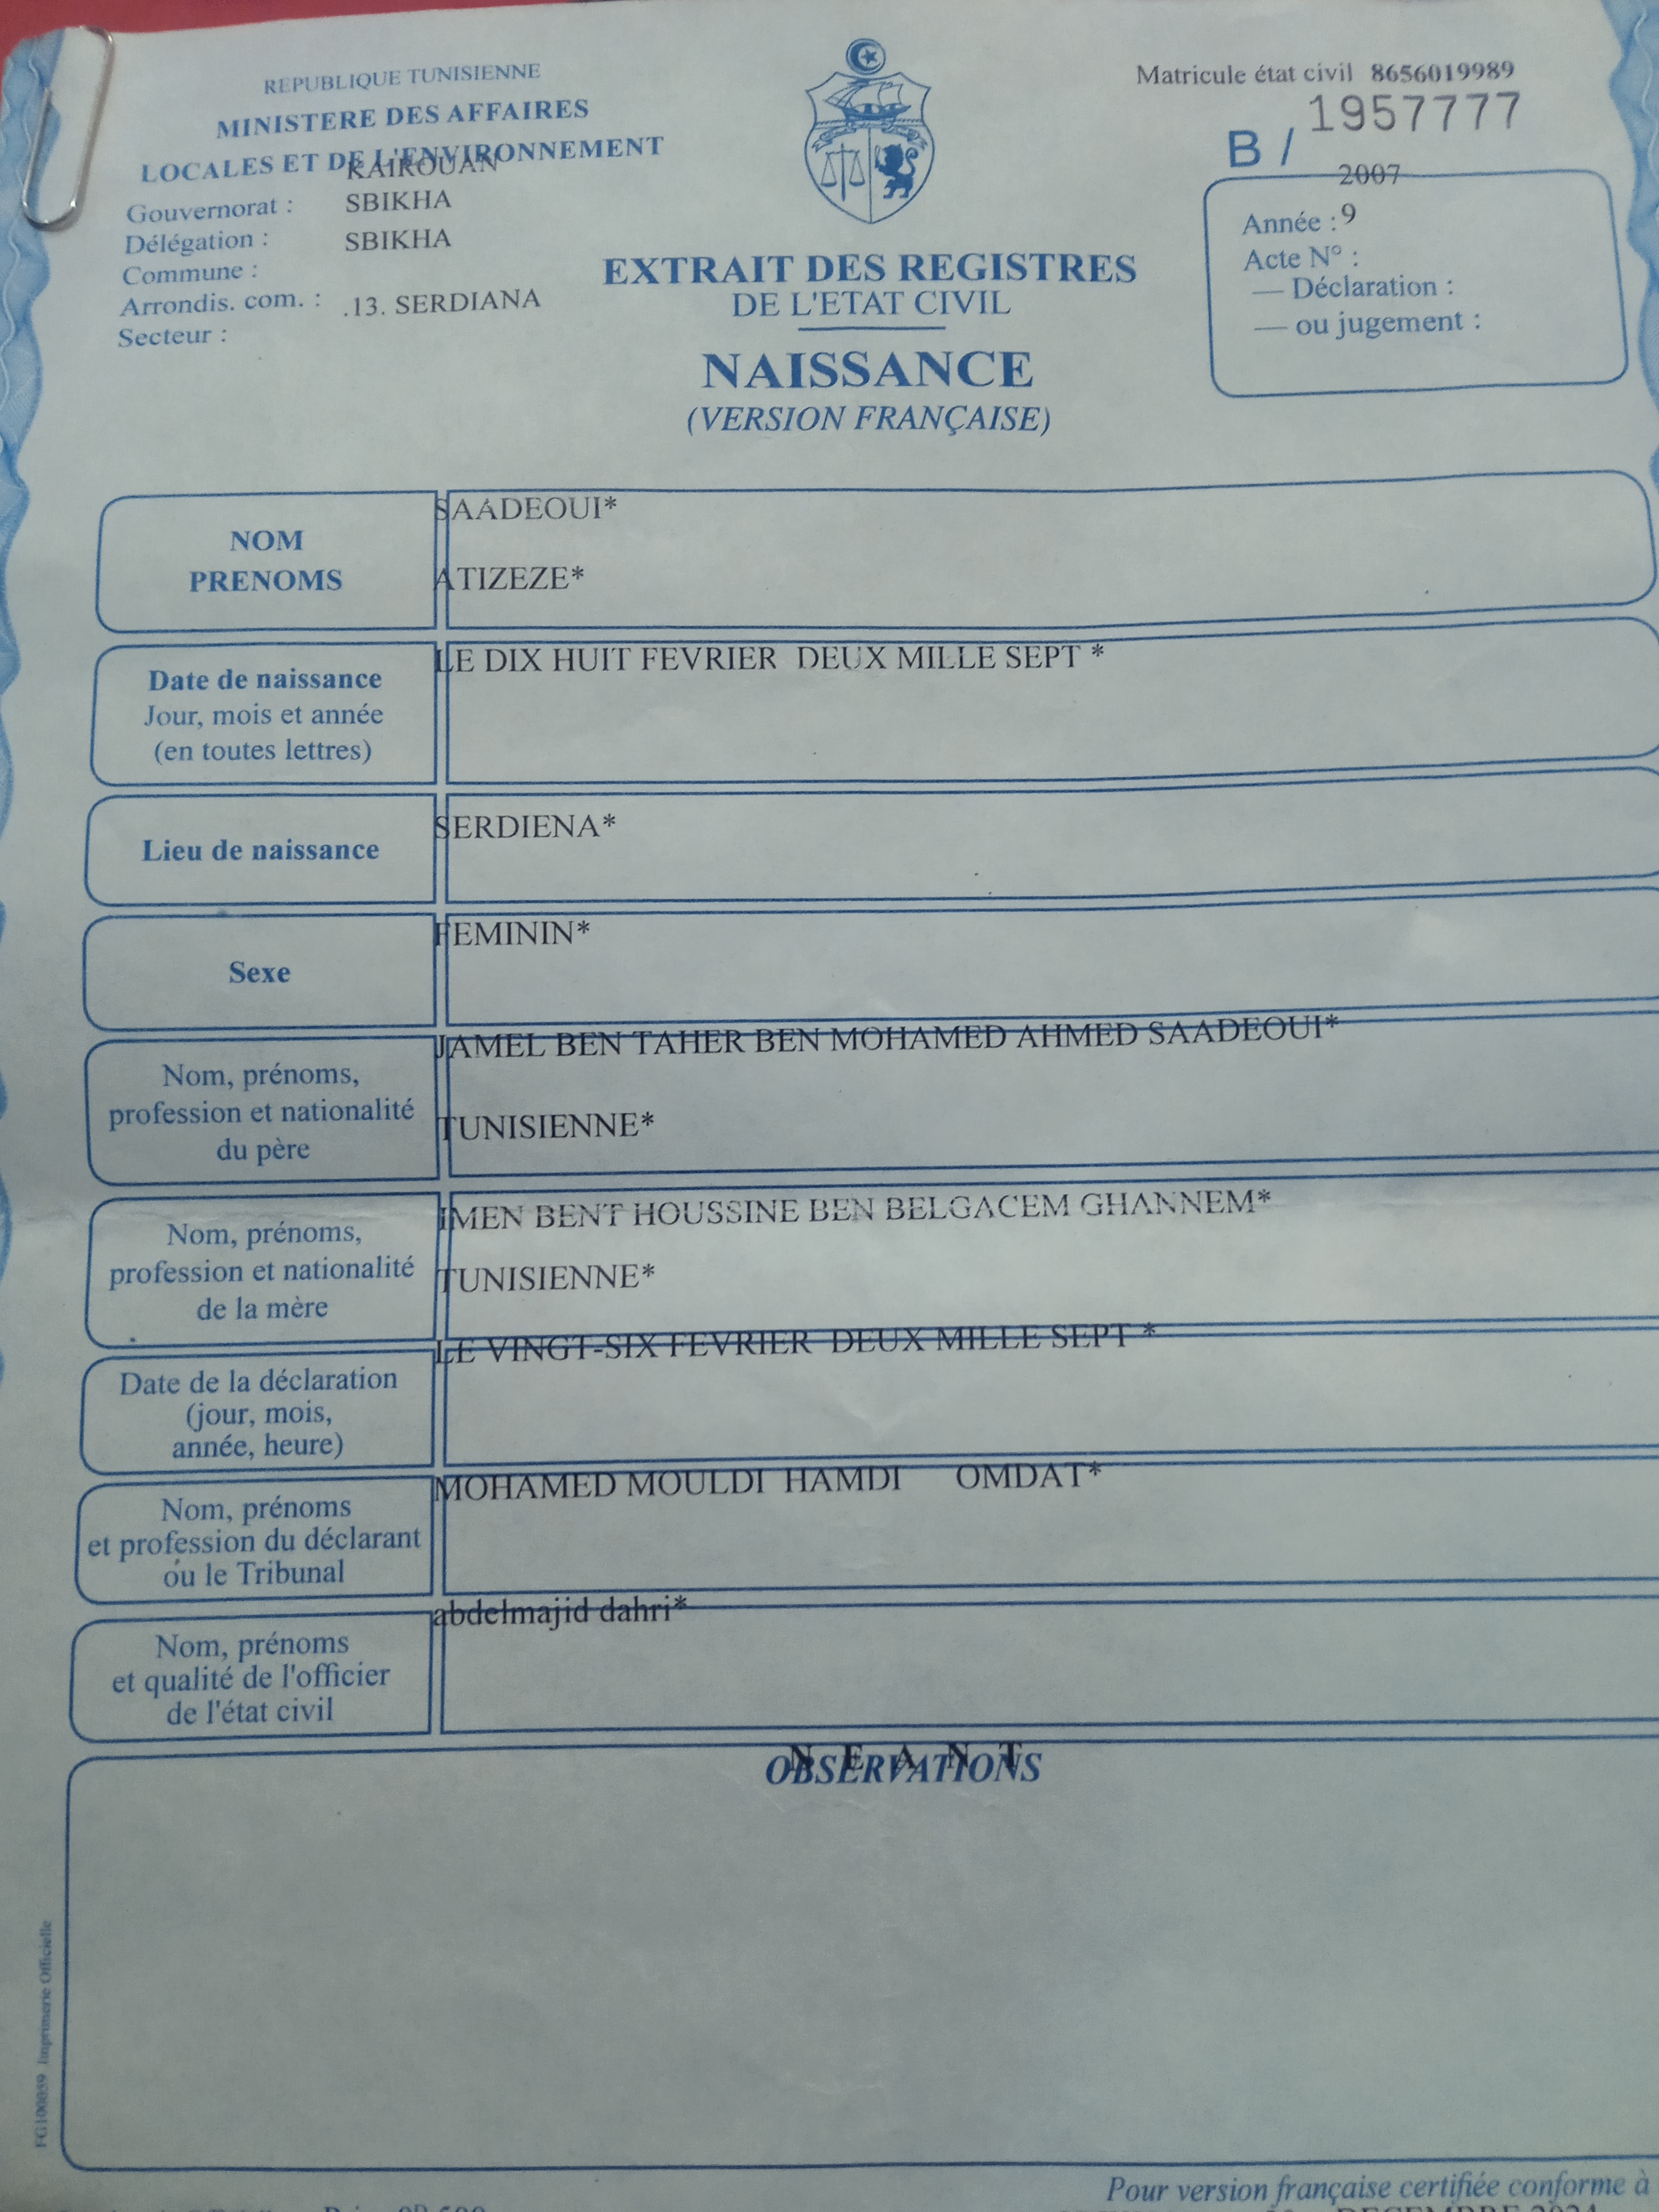 REPUBLIQUE TUNISIENNE
MINISTERE DES AFFAIRES
LOCALES ET DE L'ENVIRONNEMENT
KAIROUAN
Gouvernorat : SBIKHA
Délégation : SBIKHA
Commune :
Arrondis. com. : .13. SERDIANA
Secteur :
Matricule état civil 8656019989
B / 1957777
2007
Année : 9
Acte N° :
— Déclaration :
— ou jugement :
EXTRAIT DES REGISTRES
DE L'ETAT CIVIL
NAISSANCE
(VERSION FRANÇAISE)
NOM
PRENOMS
SAADEOUI*
ATIZEZE*
Date de naissance
Jour, mois et année
(en toutes lettres)
LE DIX HUIT FEVRIER DEUX MILLE SEPT *
Lieu de naissance
SERDIENA*
Sexe
FEMININ*
Nom, prénoms,
profession et nationalité
du père
JAMEL BEN TAHER BEN MOHAMED AHMED SAADEOUI*
TUNISIENNE*
Nom, prénoms,
profession et nationalité
de la mère
IMEN BENT HOUSSINE BEN BELGACEM GHANNEM*
TUNISIENNE*
Date de la déclaration
(jour, mois,
année, heure)
LE VINGT-SIX FEVRIER DEUX MILLE SEPT *
Nom, prénoms
et profession du déclarant
ou le Tribunal
MOHAMED MOULDI HAMDI OMDAT*
Nom, prénoms
et qualité de l'officier
de l'état civil
abdelmajid dahri*
OBSERVATIONS
N E A N T
FG100059 Imprimerie Officielle
Pour version française certifiée conforme à
DECEMBRE 2024